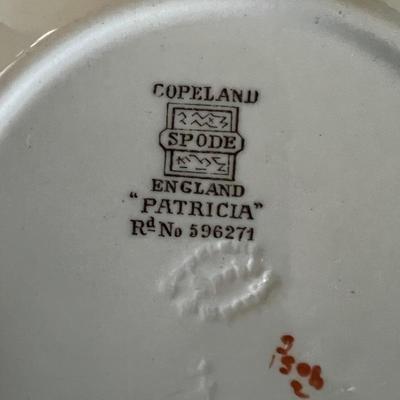 COPELAND
SPODE
ENGLAND
"PATRICIA"
Rd No 596271